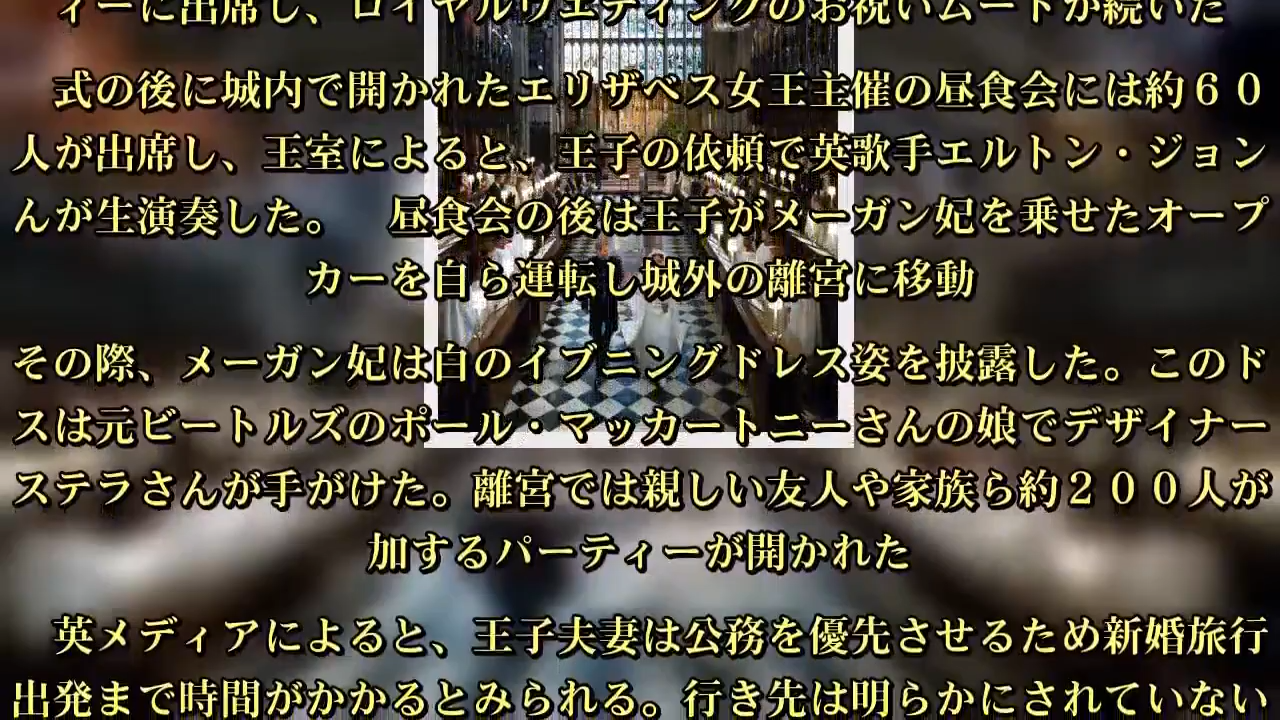 ィーに出席し、ロイヤルウエディングのお祝いムードが続いた
式の後に城内で開かれたエリザベス女王主催の昼食会には約６０
人が出席し、王室によると、王子の依頼で英歌手エルトン・ジョン
んが生演奏した。　昼食会の後は王子がメーガン妃を乗せたオープ
カーを自ら運転し城外の離宮に移動
その際、メーガン妃は白のイブニングドレス姿を披露した。このド
スは元ビートルズのポール・マッカートニーさんの娘でデザイナー
ステラさんが手がけた。離宮では親しい友人や家族ら約２００人が
加するパーティーが開かれた
英メディアによると、王子夫妻は公務を優先させるため新婚旅行
出発まで時間がかかるとみられる。行き先は明らかにされていない